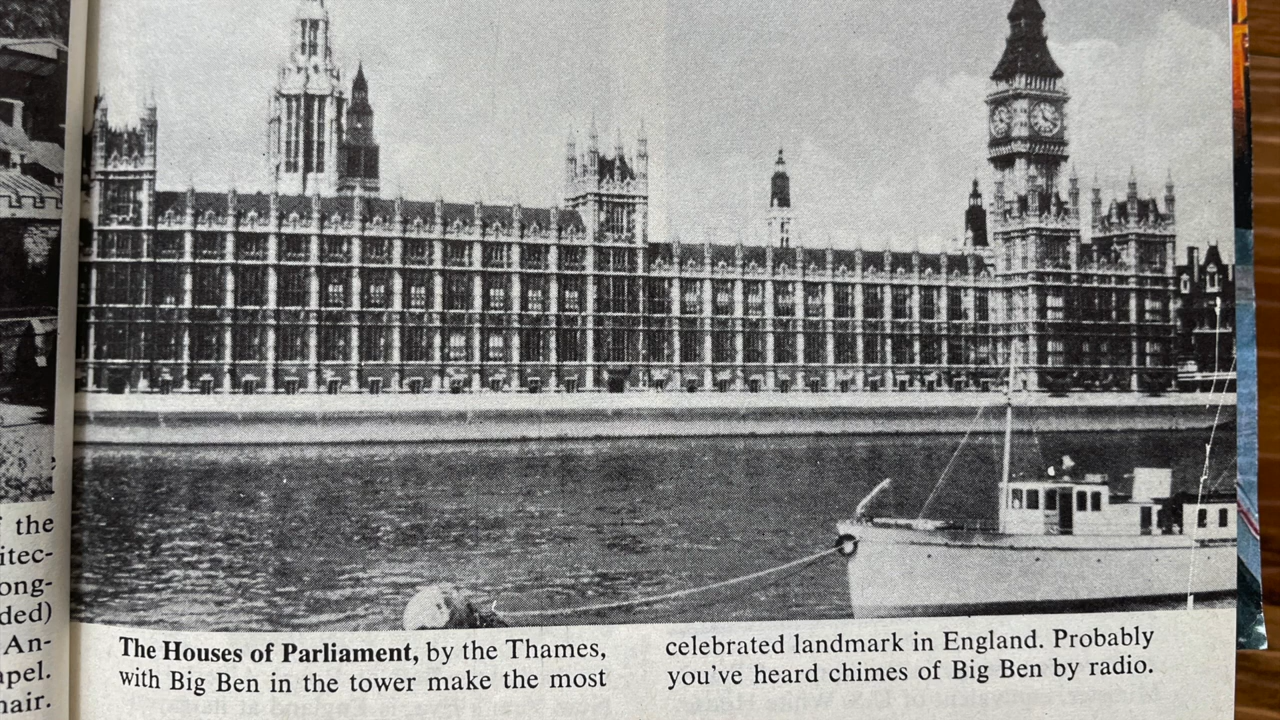 the
itec-
ong-
ded)
An-
apel.
hair.
The Houses of Parliament, by the Thames,
with Big Ben in the tower make the most
celebrated landmark in England. Probably
you've heard chimes of Big Ben by radio.